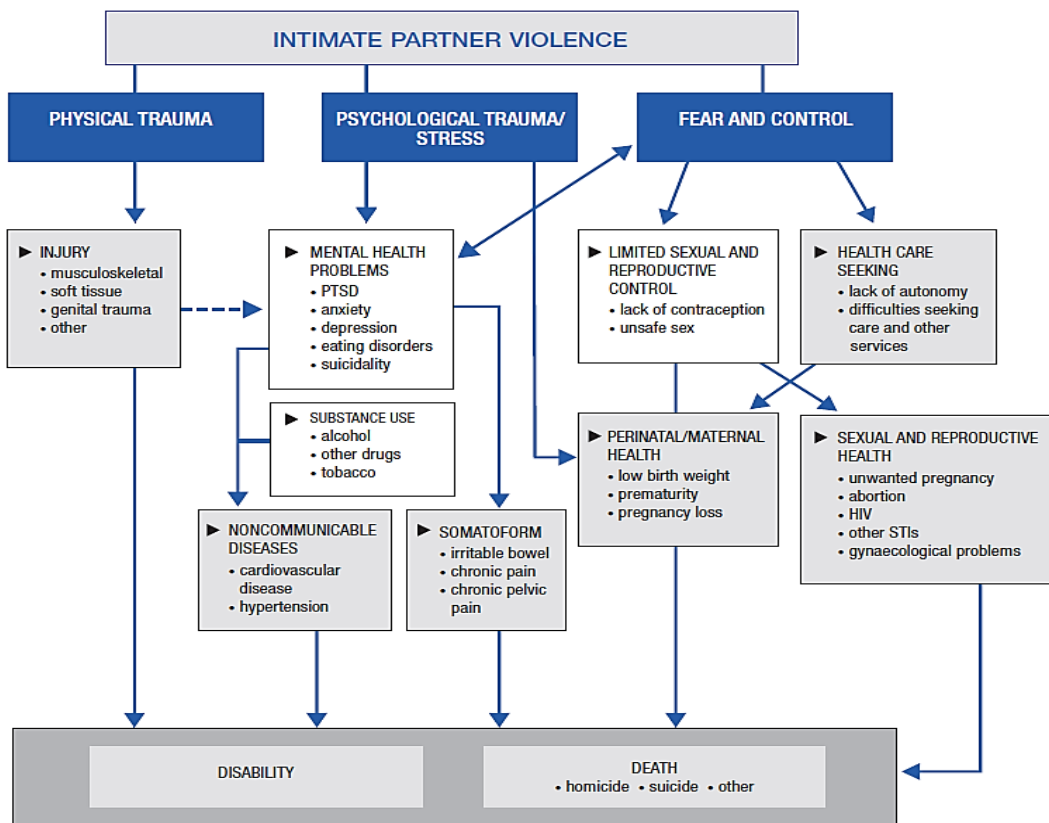 INTIMATE PARTNER VIOLENCE
PHYSICAL TRAUMA
PSYCHOLOGICAL TRAUMA/
STRESS
FEAR AND CONTROL
► INJURY
• musculoskeletal
• soft tissue
• genital trauma
• other
► MENTAL HEALTH
PROBLEMS
• PTSD
• anxiety
• depression
• eating disorders
• suicidality
► LIMITED SEXUAL AND
REPRODUCTIVE
CONTROL
• lack of contraception
• unsafe sex
► HEALTH CARE
SEEKING
• lack of autonomy
• difficulties seeking
care and other
services
► SUBSTANCE USE
• alcohol
• other drugs
• tobacco
► PERINATAL/MATERNAL
HEALTH
• low birth weight
• prematurity
• pregnancy loss
► SEXUAL AND REPRODUCTIVE
HEALTH
• unwanted pregnancy
• abortion
• HIV
• other STIs
• gynaecological problems
► NONCOMMUNICABLE
DISEASES
• cardiovascular
disease
• hypertension
► SOMATOFORM
• irritable bowel
• chronic pain
• chronic pelvic
pain
DISABILITY
DEATH
• homicide • suicide • other